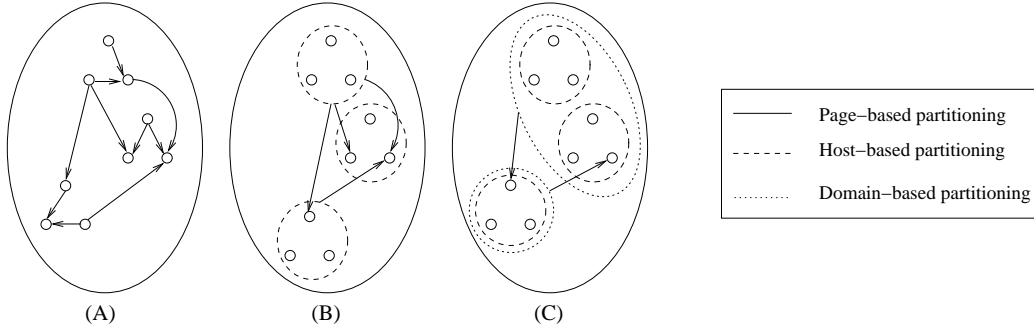 Page-based partitioning
Host-based partitioning
Domain-based partitioning
(A)
(B)
(C)